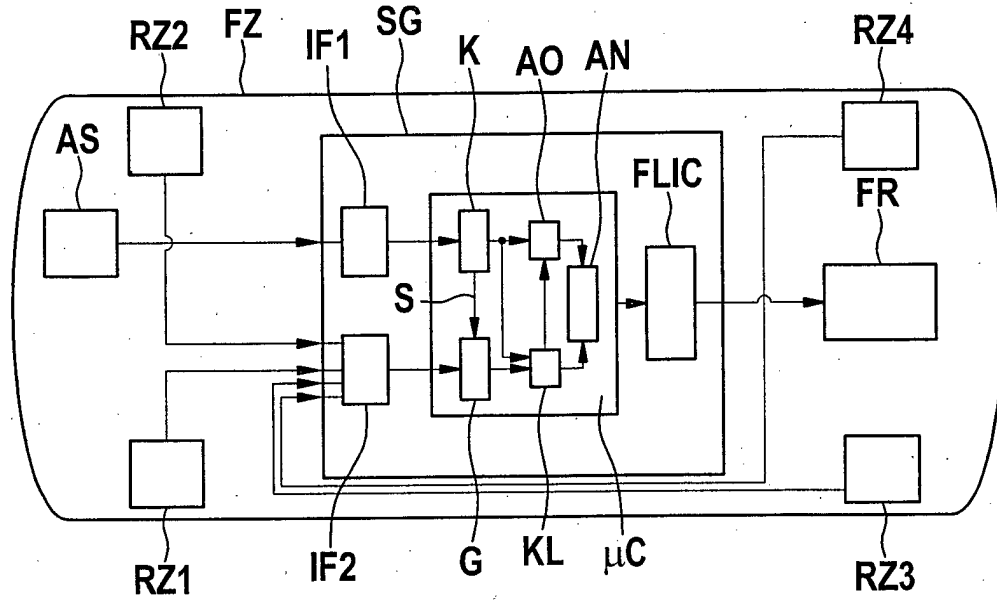 RZ2
FZ
IF1
SG
K
AO
AN
RZ4
AS
FLIC
FR
S
RZ1
IF2
G
KL
µC
RZ3